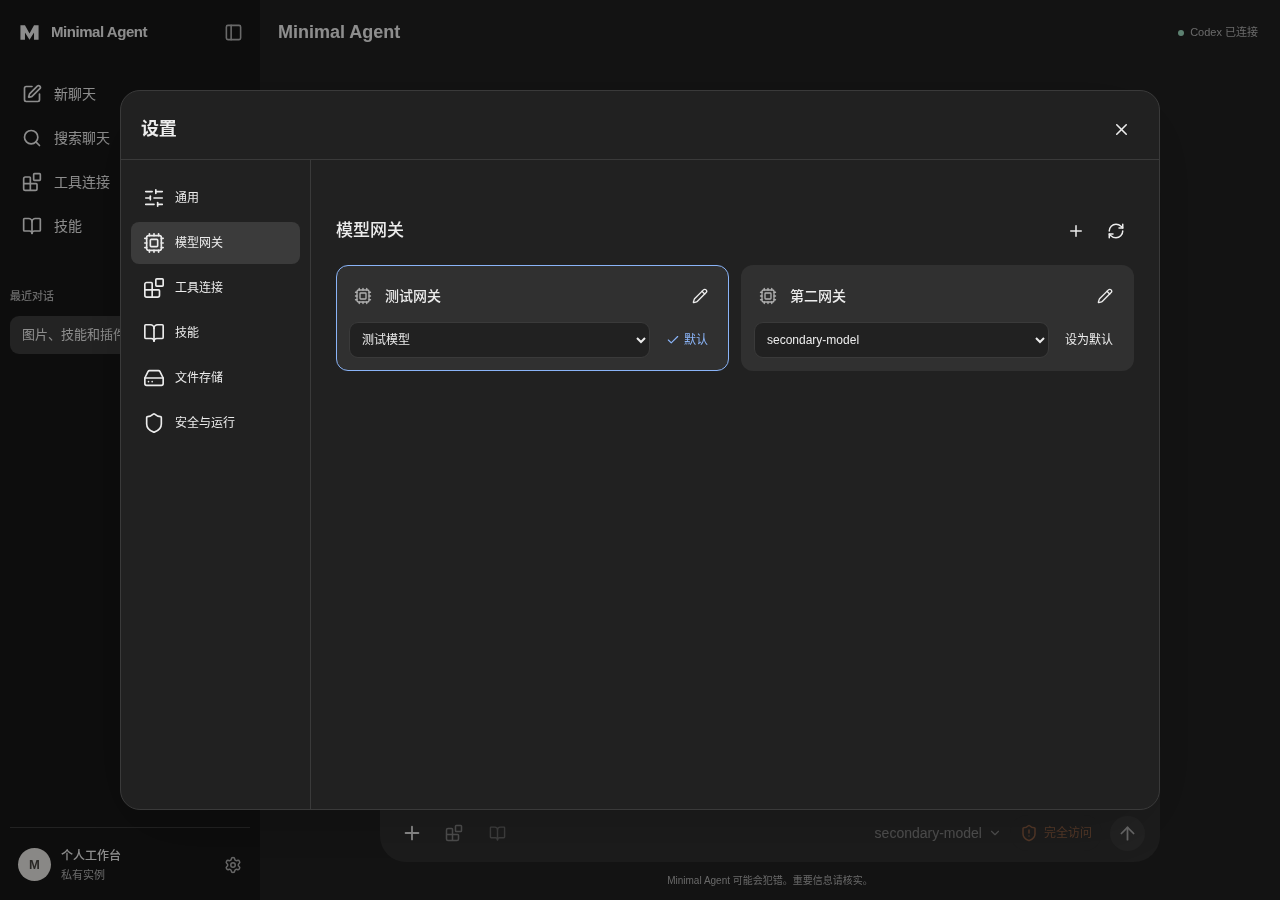 Minimal Agent
Minimal Agent
Codex 已连接
新聊天
搜索聊天
工具连接
技能
最近对话
图片、技能和插件
设置
通用
模型网关
工具连接
技能
文件存储
安全与运行
模型网关
测试网关
测试模型
默认
第二网关
secondary-model
设为默认
secondary-model
完全访问
M
个人工作台
私有实例
Minimal Agent 可能会犯错。重要信息请核实。